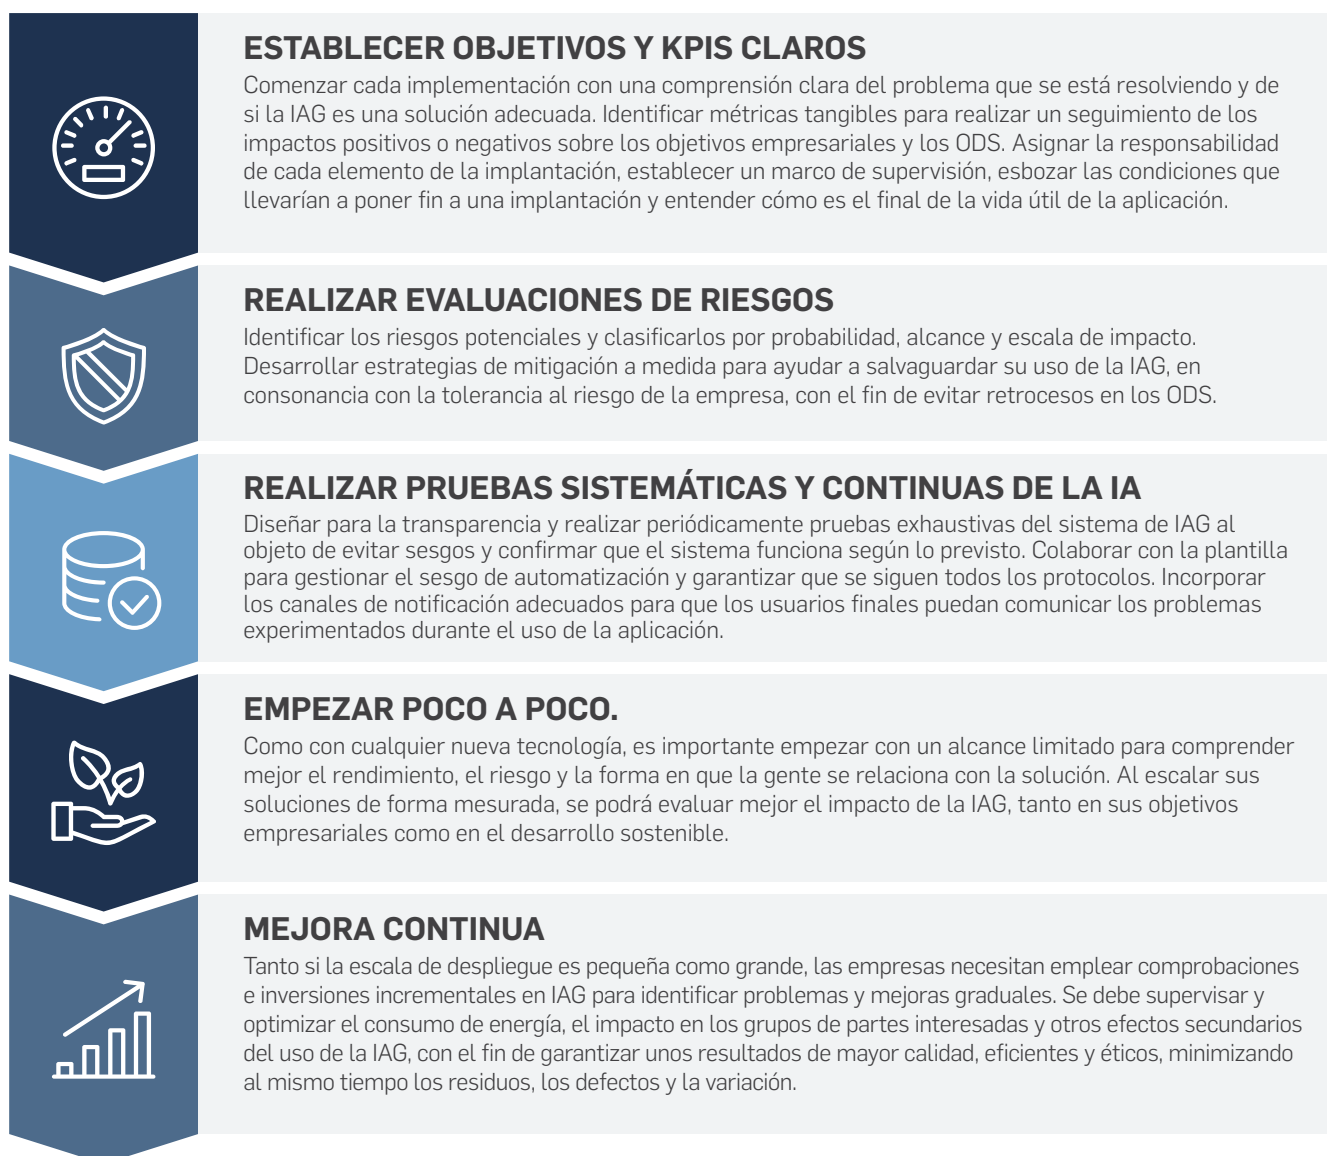 ESTABLECER OBJETIVOS Y KPIS CLAROS
Comenzar cada implementación con una comprensión clara del problema que se está resolviendo y de
si la IAG es una solución adecuada. Identificar métricas tangibles para realizar un seguimiento de los
impactos positivos o negativos sobre los objetivos empresariales y los ODS. Asignar la responsabilidad
de cada elemento de la implantación, establecer un marco de supervisión, esbozar las condiciones que
llevarían a poner fin a una implantación y entender cómo es el final de la vida útil de la aplicación.
REALIZAR EVALUACIONES DE RIESGOS
Identificar los riesgos potenciales y clasificarlos por probabilidad, alcance y escala de impacto.
Desarrollar estrategias de mitigación a medida para ayudar a salvaguardar su uso de la IAG, en
consonancia con la tolerancia al riesgo de la empresa, con el fin de evitar retrocesos en los ODS.
REALIZAR PRUEBAS SISTEMÁTICAS Y CONTINUAS DE LA IA
Diseñar para la transparencia y realizar periódicamente pruebas exhaustivas del sistema de IAG al
objeto de evitar sesgos y confirmar que el sistema funciona según lo previsto. Colaborar con la plantilla
para gestionar el sesgo de automatización y garantizar que se siguen todos los protocolos. Incorporar
los canales de notificación adecuados para que los usuarios finales puedan comunicar los problemas
experimentados durante el uso de la aplicación.
EMPEZAR POCO A POCO.
Como con cualquier nueva tecnología, es importante empezar con un alcance limitado para comprender
mejor el rendimiento, el riesgo y la forma en que la gente se relaciona con la solución. Al escalar sus
soluciones de forma mesurada, se podrá evaluar mejor el impacto de la IAG, tanto en sus objetivos
empresariales como en el desarrollo sostenible.
MEJORA CONTINUA
Tanto si la escala de despliegue es pequeña como grande, las empresas necesitan emplear comprobaciones
e inversiones incrementales en IAG para identificar problemas y mejoras graduales. Se debe supervisar y
optimizar el consumo de energía, el impacto en los grupos de partes interesadas y otros efectos secundarios
del uso de la IAG, con el fin de garantizar unos resultados de mayor calidad, eficientes y éticos, minimizando
al mismo tiempo los residuos, los defectos y la variación.